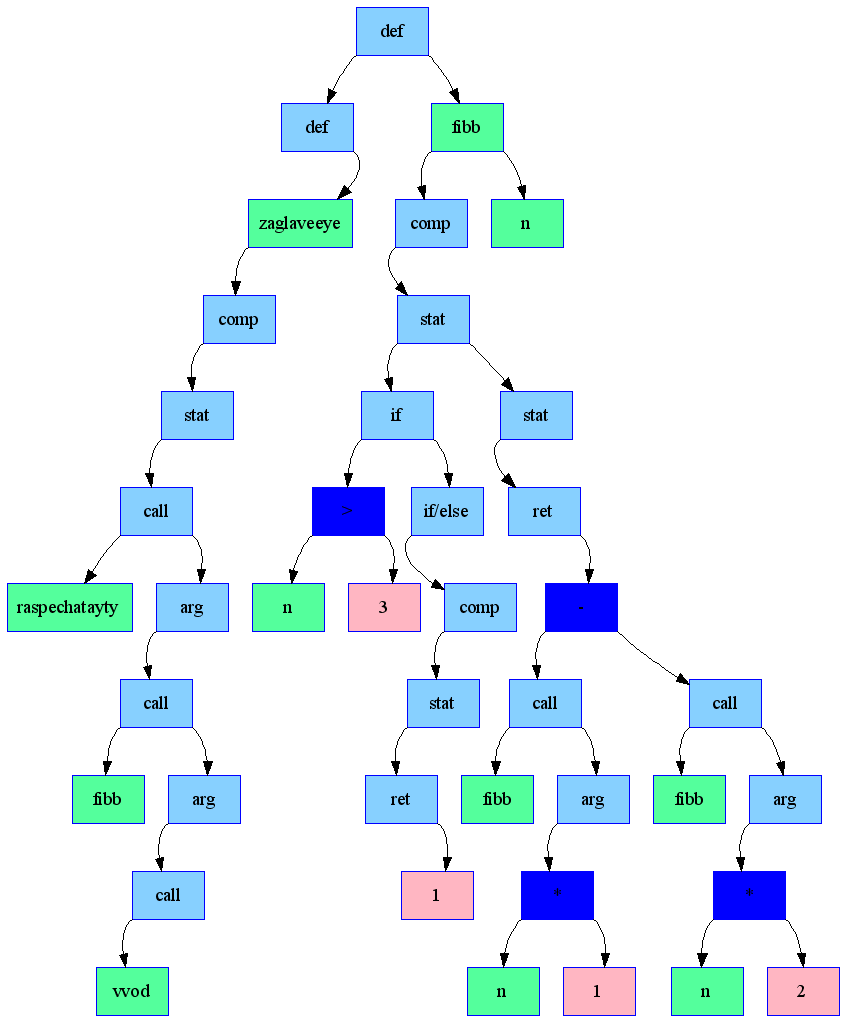 def
def fibb
zaglaveeye comp n
comp stat
stat if stat
call > if/else ret
raspechatayty arg n 3 comp -
call stat call call
fibb arg ret fibb arg fibb arg
call 1 * *
vvod n 1 n 2